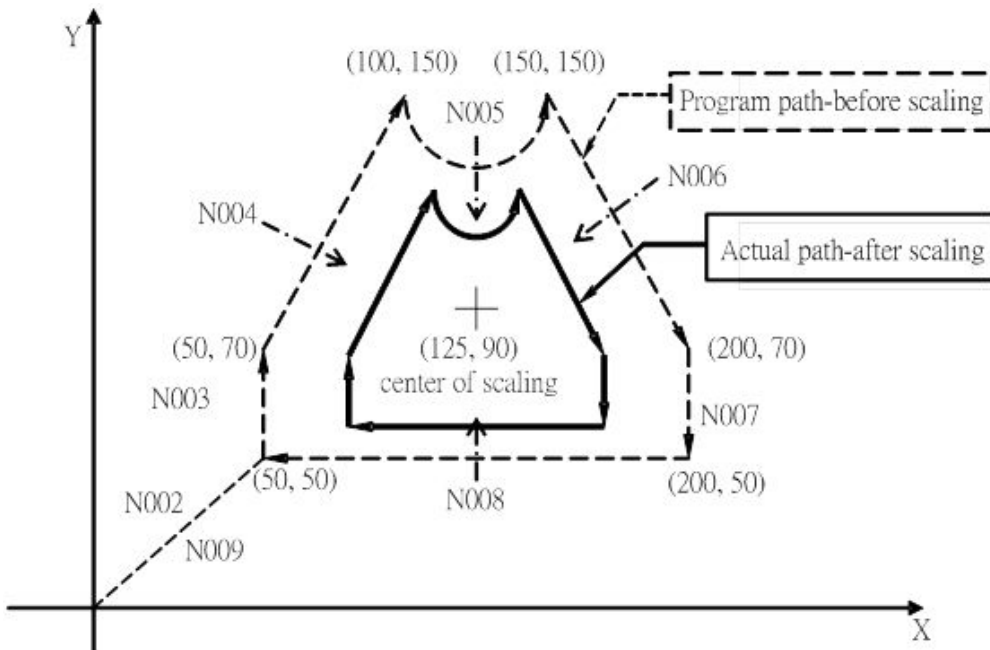 Y
(100, 150)
(150, 150)
N005
Program path-before scaling
N006
N004
Actual path-after scaling
(50, 70)
(125, 90)
center of scaling
(200, 70)
N003
N007
(50, 50)
N008
(200, 50)
N002
N009
X